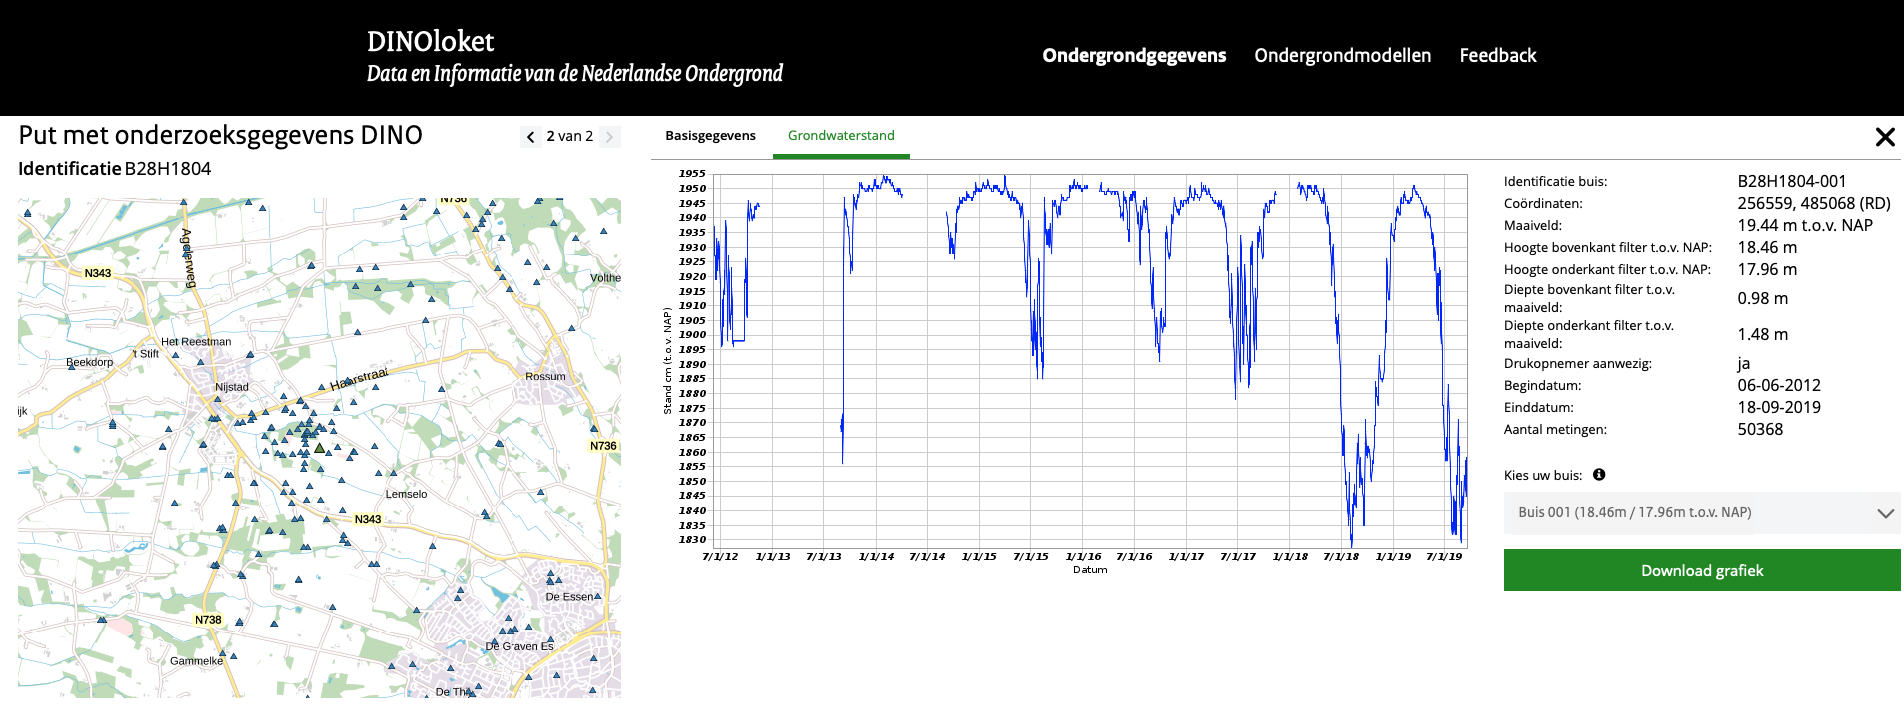 DINOloket
Data en Informatie van de Nederlandse Ondergrond
Ondergrondgegevens
Ondergrondmodellen
Feedback
Put met onderzoeksgegevens DINO
2 van 2
Identificatie B28H1804
N736
Agelerweg
N343
Volthe
Het Reestman
't Stift
Beekdorp
Nijstad
Haarstraat
Rossum
ijk
N736
Lemselo
N343
De Essen
N738
De Graven Es
Gammelke
De Thij
Basisgegevens
Grondwaterstand
1955
1950
1945
1940
1935
1930
1925
1920
1915
1910
1905
1900
1895
1890
1885
1880
1875
1870
1865
1860
1855
1850
1845
1840
1835
1830
Stand cm (t.o.v. NAP)
7/1/12 1/1/13 7/1/13 1/1/14 7/1/14 1/1/15 7/1/15 1/1/16 7/1/16 1/1/17 7/1/17 1/1/18 7/1/18 1/1/19 7/1/19
Datum
Identificatie buis: B28H1804-001
Coördinaten: 256559, 485068 (RD)
Maaiveld: 19.44 m t.o.v. NAP
Hoogte bovenkant filter t.o.v. NAP: 18.46 m
Hoogte onderkant filter t.o.v. NAP: 17.96 m
Diepte bovenkant filter t.o.v.
maaiveld: 0.98 m
Diepte onderkant filter t.o.v.
maaiveld: 1.48 m
Drukopnemer aanwezig: ja
Begindatum: 06-06-2012
Einddatum: 18-09-2019
Aantal metingen: 50368
Kies uw buis:
Buis 001 (18.46m / 17.96m t.o.v. NAP)
Download grafiek